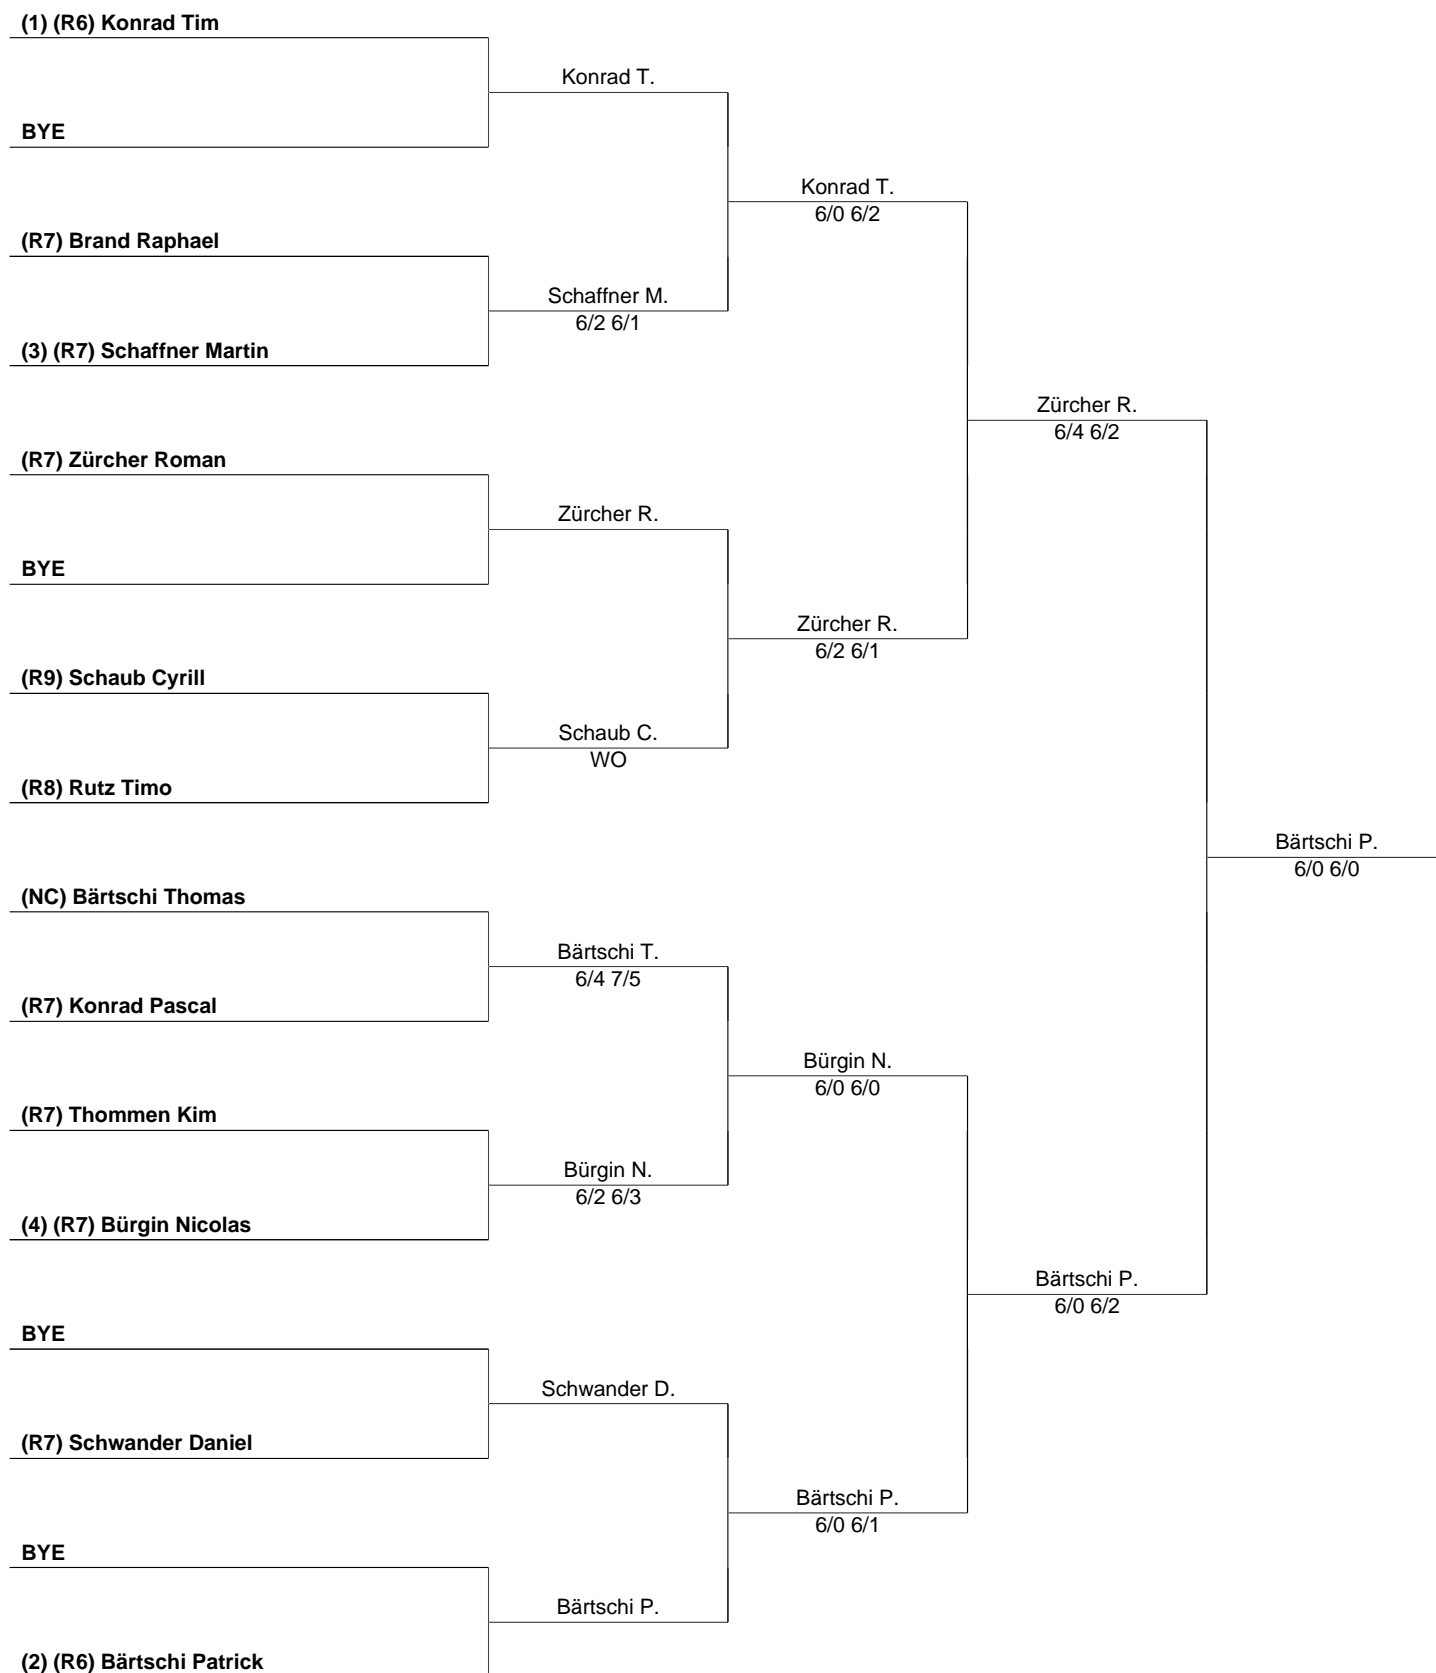 (1) (R6) Konrad Tim
Konrad T.
BYE
Konrad T.
6/0 6/2
(R7) Brand Raphael
Schaffner M.
6/2 6/1
(3) (R7) Schaffner Martin
Zürcher R.
6/4 6/2
(R7) Zürcher Roman
Zürcher R.
BYE
Zürcher R.
6/2 6/1
(R9) Schaub Cyrill
Schaub C.
WO
(R8) Rutz Timo
Bärtschi P.
6/0 6/0
(NC) Bärtschi Thomas
Bärtschi T.
6/4 7/5
(R7) Konrad Pascal
Bürgin N.
6/0 6/0
(R7) Thommen Kim
Bürgin N.
6/2 6/3
(4) (R7) Bürgin Nicolas
Bärtschi P.
6/0 6/2
BYE
Schwander D.
(R7) Schwander Daniel
Bärtschi P.
6/0 6/1
BYE
Bärtschi P.
(2) (R6) Bärtschi Patrick